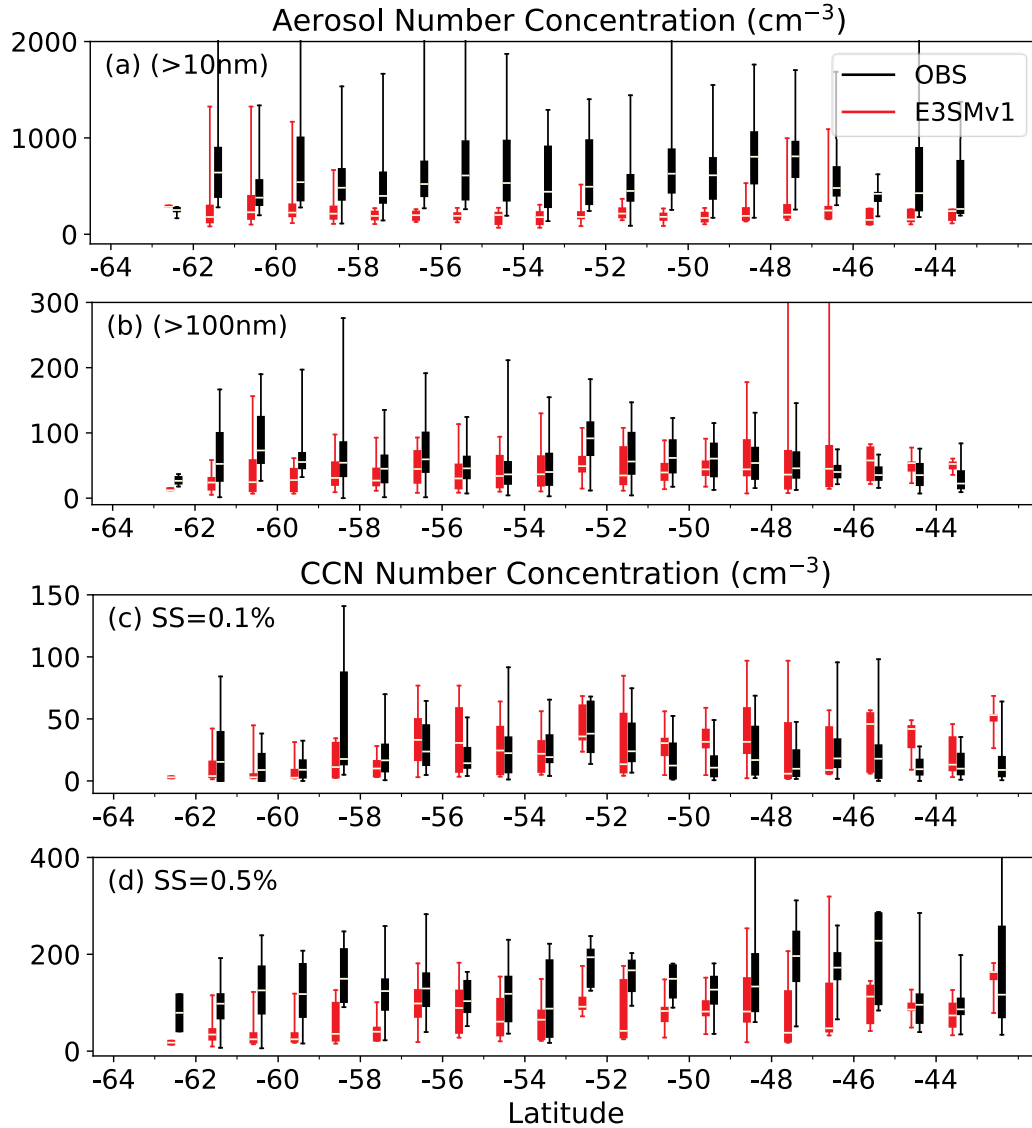 Aerosol Number Concentration (cm⁻³)
(a) (>10nm)
OBS
E3SMv1
2000
1000
0
-64 -62 -60 -58 -56 -54 -52 -50 -48 -46 -44
(b) (>100nm)
300
200
100
0
-64 -62 -60 -58 -56 -54 -52 -50 -48 -46 -44
CCN Number Concentration (cm⁻³)
(c) SS=0.1%
150
100
50
0
-64 -62 -60 -58 -56 -54 -52 -50 -48 -46 -44
(d) SS=0.5%
400
200
0
-64 -62 -60 -58 -56 -54 -52 -50 -48 -46 -44
Latitude